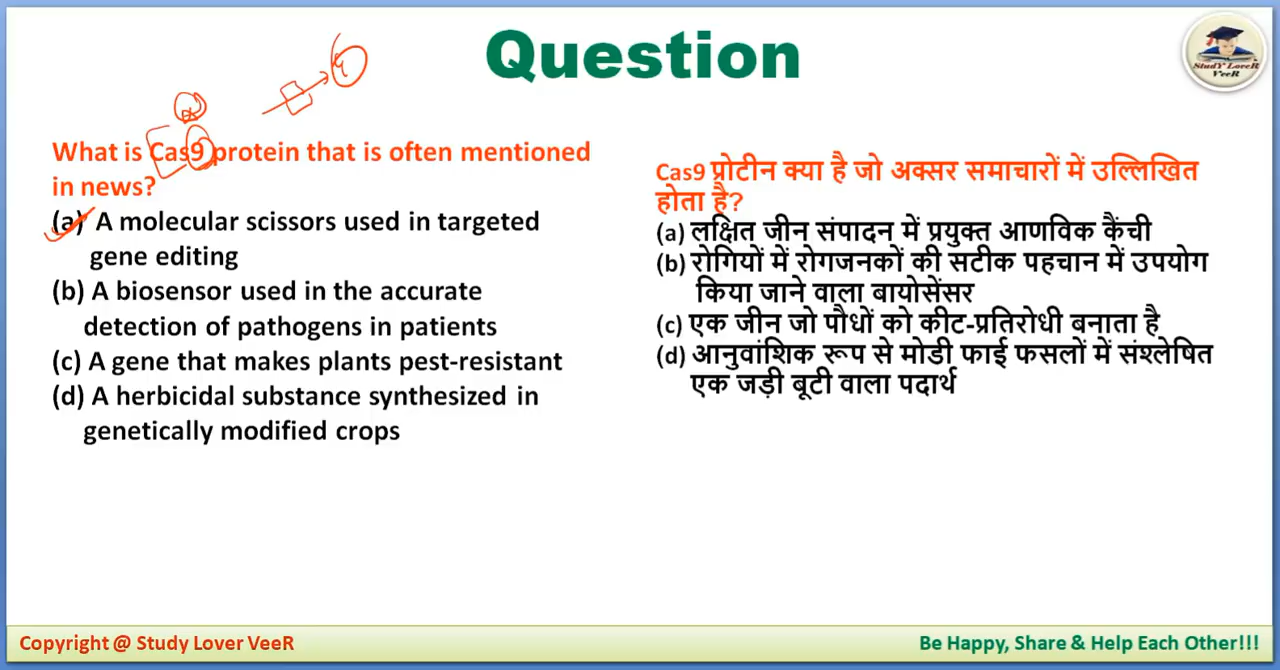 Question
StudY LoveR
VeeR
What is Cas9 protein that is often mentioned
in news?
(a) A molecular scissors used in targeted
gene editing
(b) A biosensor used in the accurate
detection of pathogens in patients
(c) A gene that makes plants pest-resistant
(d) A herbicidal substance synthesized in
genetically modified crops
Cas9 प्रोटीन क्या है जो अक्सर समाचारों में उल्लिखित
होता है?
(a) लक्षित जीन संपादन में प्रयुक्त आणविक कैंची
(b) रोगियों में रोगजनकों की सटीक पहचान में उपयोग
किया जाने वाला बायोसेंसर
(c) एक जीन जो पौधों को कीट-प्रतिरोधी बनाता है
(d) आनुवांशिक रूप से मोडी फाई फसलों में संश्लेषित
एक जड़ी बूटी वाला पदार्थ
Copyright @ Study Lover VeeR
Be Happy, Share & Help Each Other!!!